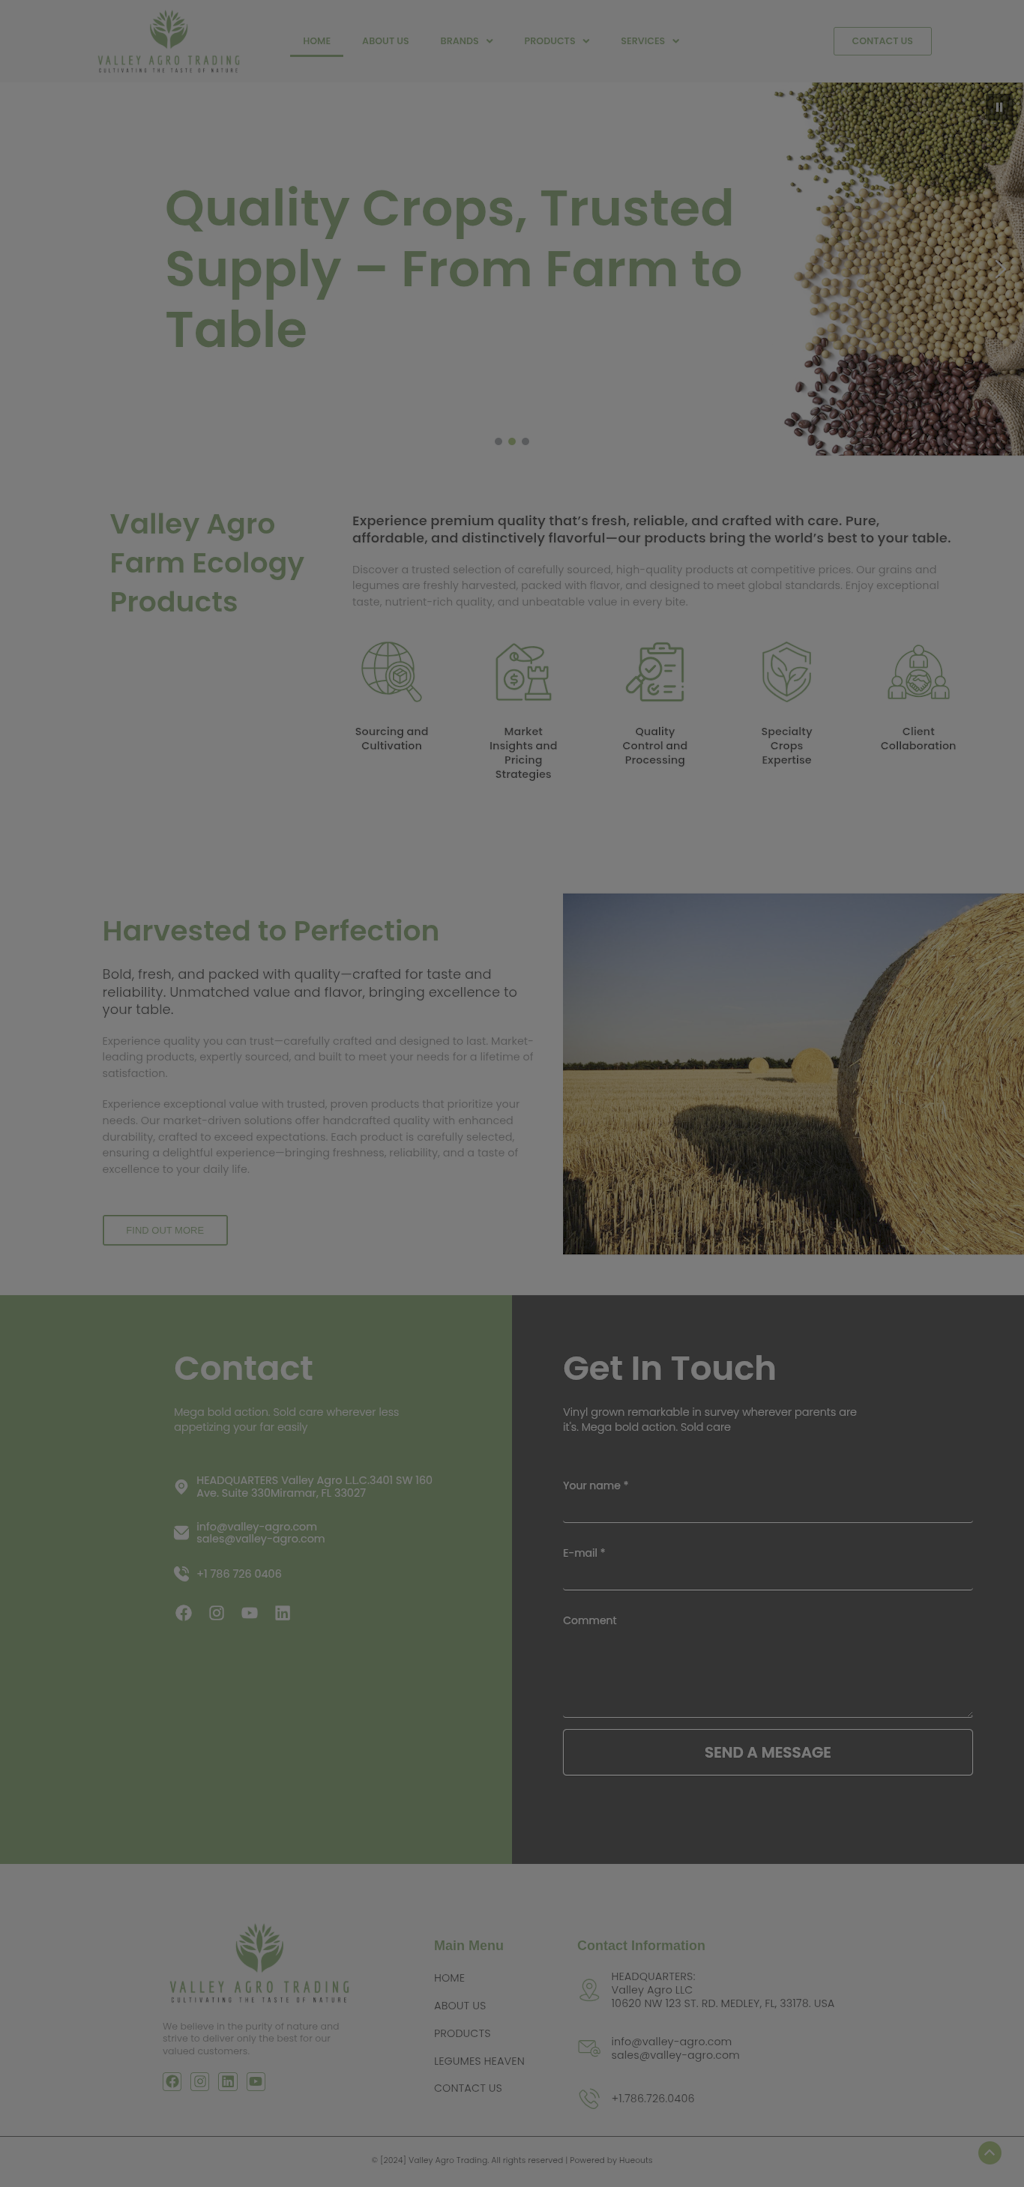 VALLEY AGRO TRADING
CULTIVATING THE TASTE OF NATURE
HOME
ABOUT US
BRANDS
PRODUCTS
SERVICES
CONTACT US
Quality Crops, Trusted
Supply – From Farm to
Table
Valley Agro
Farm Ecology
Products
Experience premium quality that’s fresh, reliable, and crafted with care. Pure,
affordable, and distinctively flavorful—our products bring the world’s best to your table.
Discover a trusted selection of carefully sourced, high-quality products at competitive prices. Our grains and
legumes are freshly harvested, packed with flavor, and designed to meet global standards. Enjoy exceptional
taste, nutrient-rich quality, and unbeatable value in every bite.
Sourcing and
Cultivation
Market
Insights and
Pricing
Strategies
Quality
Control and
Processing
Specialty
Crops
Expertise
Client
Collaboration
Harvested to Perfection
Bold, fresh, and packed with quality—crafted for taste and
reliability. Unmatched value and flavor, bringing excellence to
your table.
Experience quality you can trust—carefully crafted and designed to last. Market-
leading products, expertly sourced, and built to meet your needs for a lifetime of
satisfaction.
Experience exceptional value with trusted, proven products that prioritize your
needs. Our market-driven solutions offer handcrafted quality with enhanced
durability, crafted to exceed expectations. Each product is carefully selected,
ensuring a delightful experience—bringing freshness, reliability, and a taste of
excellence to your daily life.
FIND OUT MORE
Contact
Mega bold action. Sold care wherever less
appetizing your far easily
HEADQUARTERS Valley Agro L.L.C.3401 SW 160
Ave. Suite 330Miramar, FL 33027
info@valley-agro.com
sales@valley-agro.com
+1 786 726 0406
Get In Touch
Vinyl grown remarkable in survey wherever parents are
it's. Mega bold action. Sold care
Your name *
E-mail *
Comment
SEND A MESSAGE
VALLEY AGRO TRADING
CULTIVATING THE TASTE OF NATURE
We believe in the purity of nature and
strive to deliver only the best for our
valued customers.
Main Menu
HOME
ABOUT US
PRODUCTS
LEGUMES HEAVEN
CONTACT US
Contact Information
HEADQUARTERS:
Valley Agro LLC
10620 NW 123 ST. RD. MEDLEY, FL, 33178. USA
info@valley-agro.com
sales@valley-agro.com
+1.786.726.0406
© [2024] Valley Agro Trading. All rights reserved | Powered by Hueouts